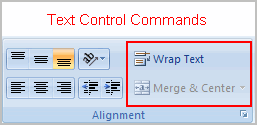 Text Control Commands
Wrap Text
Merge & Center
Alignment